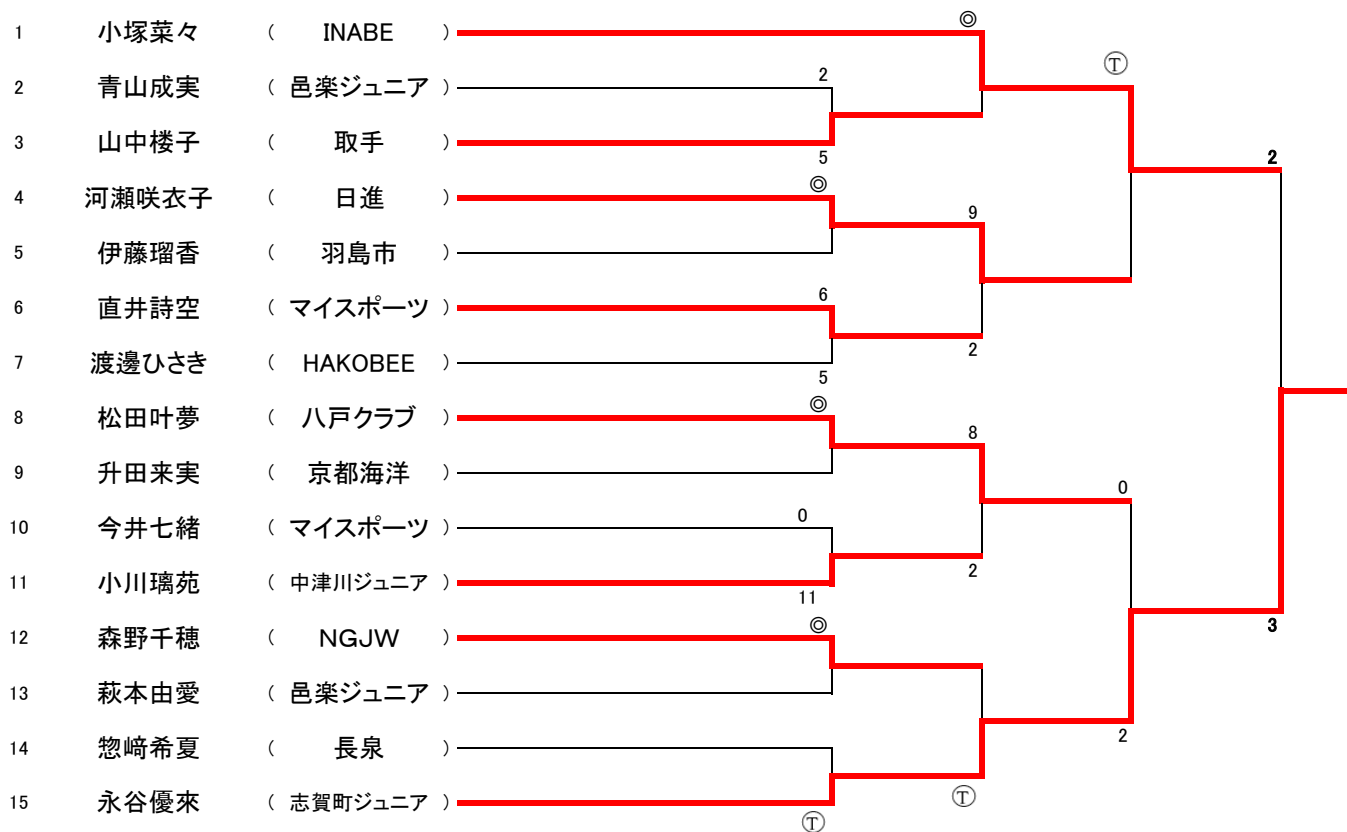 ◎
1 小塚菜々 ( INABE )
Ⓣ
2 青山成実 ( 邑楽ジュニア ) 2
3 山中楼子 ( 取手 )
5 2
◎
4 河瀬咲衣子 ( 日進 )
9
5 伊藤瑠香 ( 羽島市 )
6 直井詩空 ( マイスポーツ ) 6
2
7 渡邊ひさき ( HAKOBEE )
5
◎
8 松田叶夢 ( 八戸クラブ )
8
9 升田来実 ( 京都海洋 )
0
10 今井七緒 ( マイスポーツ ) 0
2
11 小川璃苑 ( 中津川ジュニア )
11
◎ 3
12 森野千穂 ( NGJW )
13 萩本由愛 ( 邑楽ジュニア )
2
14 惣﨑希夏 ( 長泉 )
15 永谷優來 ( 志賀町ジュニア ) Ⓣ
Ⓣ